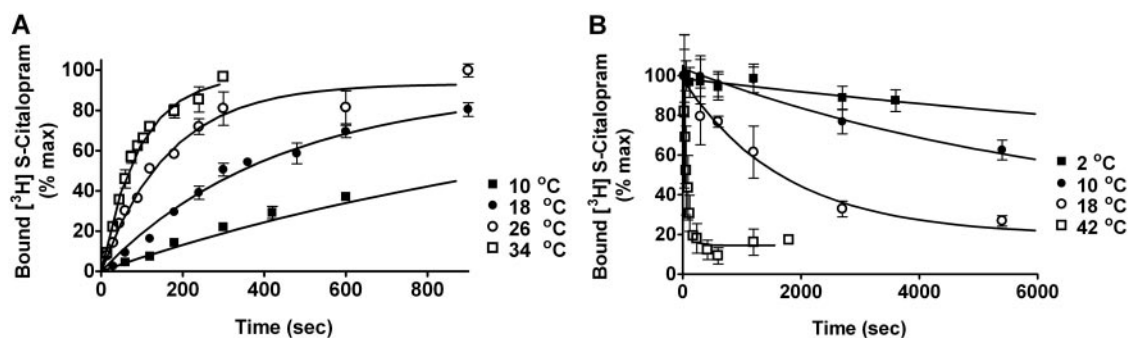 A
Bound [³H] S-Citalopram
(% max)
100
80
60
40
20
0
0 200 400 600 800
Time (sec)
10 °C
18 °C
26 °C
34 °C
B
Bound [³H] S-Citalopram
(% max)
100
80
60
40
20
0
0 2000 4000 6000
Time (sec)
2 °C
10 °C
18 °C
42 °C